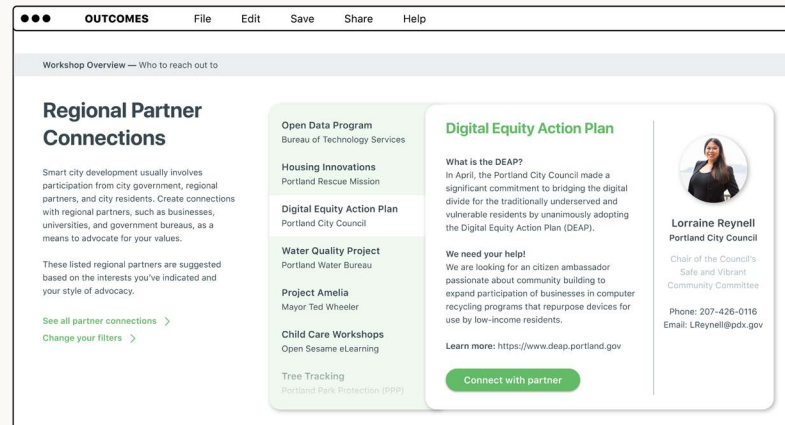 OUTCOMES File Edit Save Share Help
Workshop Overview — Who to reach out to
Regional Partner
Connections
Smart city development usually involves
participation from city government, regional
partners, and city residents. Create connections
with regional partners, such as businesses,
universities, and government bureaus, as a
means to advocate for your values.
These listed regional partners are suggested
based on the interests you've indicated and
your style of advocacy.
See all partner connections >
Change your filters >
Open Data Program
Bureau of Technology Services
Housing Innovations
Portland Rescue Mission
Digital Equity Action Plan
Portland City Council
Water Quality Project
Portland Water Bureau
Project Amelia
Mayor Ted Wheeler
Child Care Workshops
Open Sesame eLearning
Tree Tracking
Portland Park Protection (PPP)
Digital Equity Action Plan
What is the DEAP?
In April, the Portland City Council made a
significant commitment to bridging the digital
divide for the traditionally underserved and
vulnerable residents by unanimously adopting
the Digital Equity Action Plan (DEAP).
We need your help!
We are looking for an citizen ambassador
passionate about community building to
expand participation of businesses in computer
recycling programs that repurpose devices for
use by low-income residents.
Learn more: https://www.deap.portland.gov
Connect with partner
Lorraine Reynell
Portland City Council
Chair of the Council's
Safe and Vibrant
Community Committee
Phone: 207-426-0116
Email: LReynell@pdx.gov